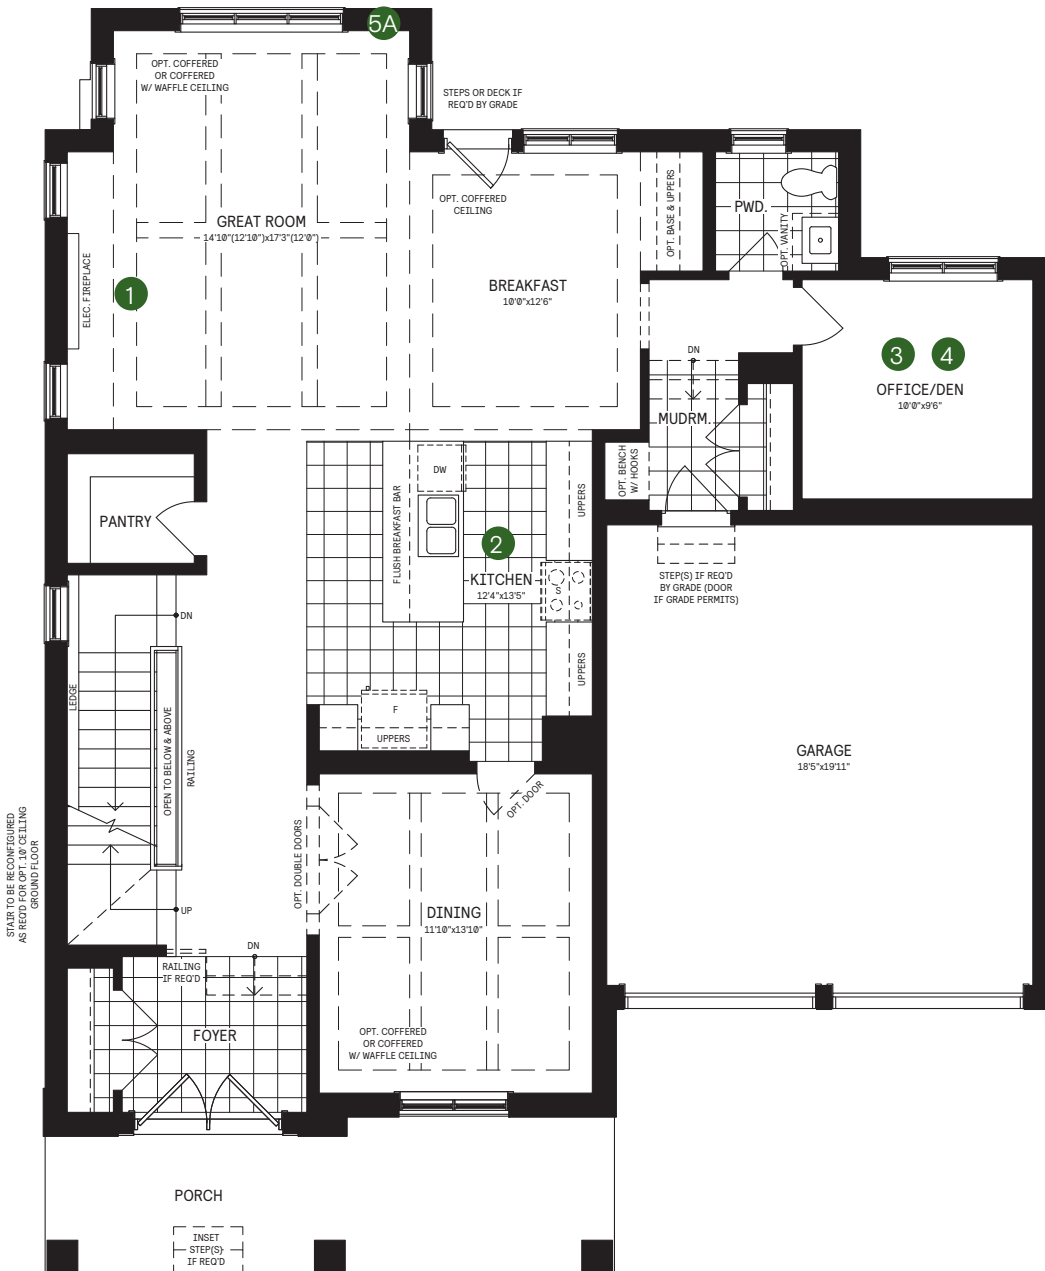 5A
OPT. COFFERED
OR COFFERED
W/ WAFFLE CEILING
STEPS OR DECK IF
REQ'D BY GRADE
OPT. COFFERED
CEILING
GREAT ROOM
14'10"(12'10")x17'3"(12'0")
ELEC. FIREPLACE
1
BREAKFAST
10'0"x12'6"
OPT. BASE & UPPERS
PWD.
OPT. VANITY
3
4
OFFICE/DEN
10'0"x9'6"
DN
MUDRM.
OPT. BENCH
W/ HOOKS
PANTRY
DW
FLUSH BREAKFAST BAR
UPPERS
2
KITCHEN
12'4"x13'5"
S
UPPERS
STEP(S) IF REQ'D
BY GRADE (DOOR
IF GRADE PERMITS)
DN
LEDGE
OPEN TO BELOW & ABOVE
RAILING
F
UPPERS
GARAGE
18'5"x19'11"
STAIR TO BE RECONFIGURED
AS REQ'D FOR OPT. 10' CEILING
GROUND FLOOR
OPT. DOOR
OPT. DOUBLE DOORS
UP
DINING
11'10"x13'10"
DN
RAILING
IF REQ'D
FOYER
OPT. COFFERED
OR COFFERED
W/ WAFFLE CEILING
PORCH
INSET
STEP(S)
IF REQ'D